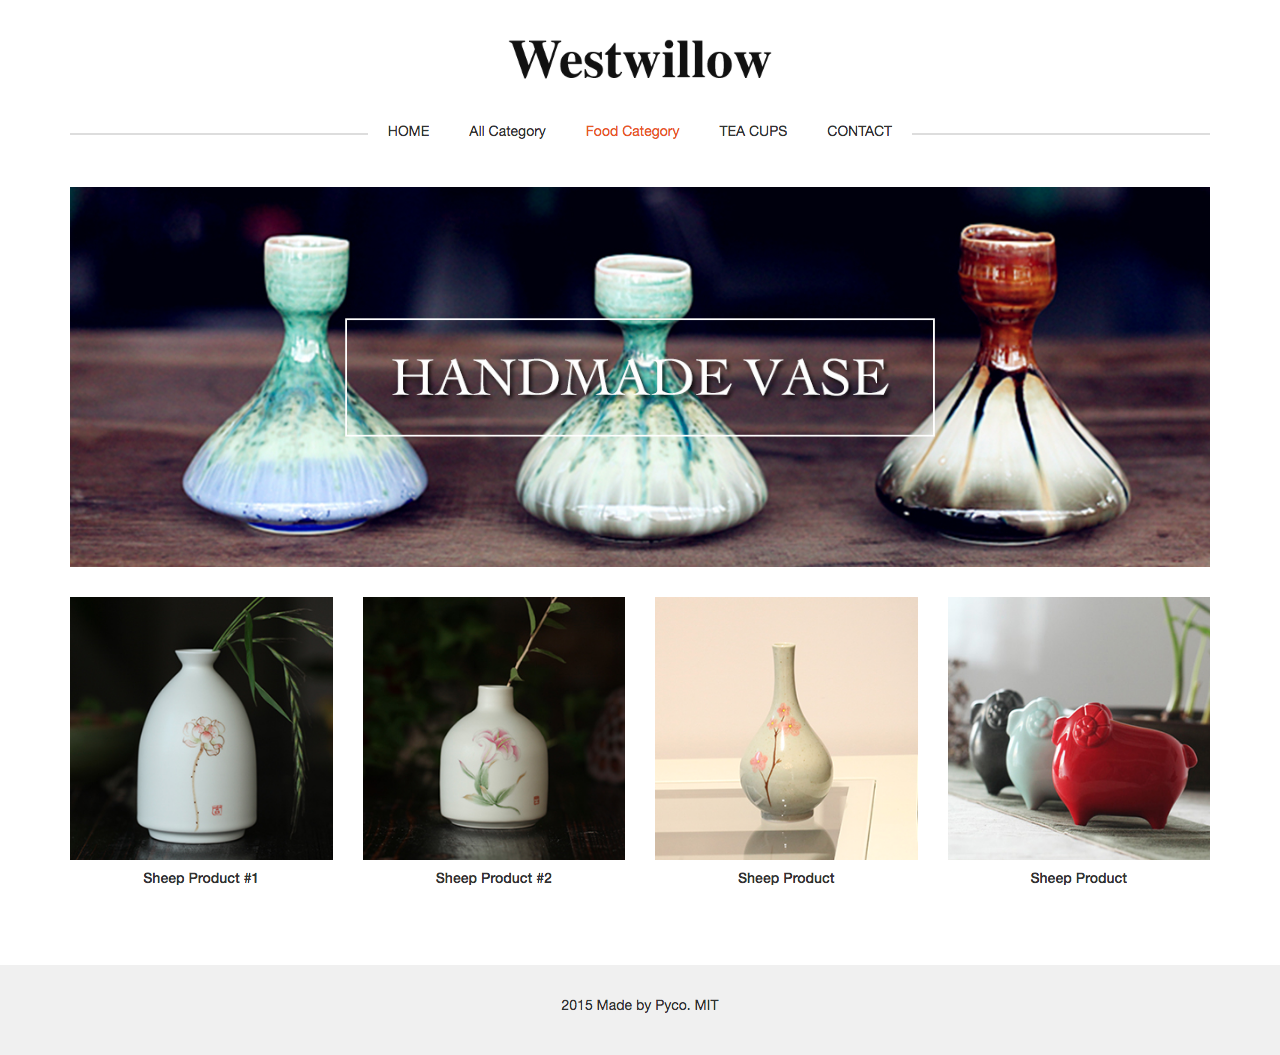 Westwillow
HOME All Category Food Category TEA CUPS CONTACT
HANDMADE VASE
Sheep Product #1 Sheep Product #2 Sheep Product Sheep Product
2015 Made by Pyco. MIT